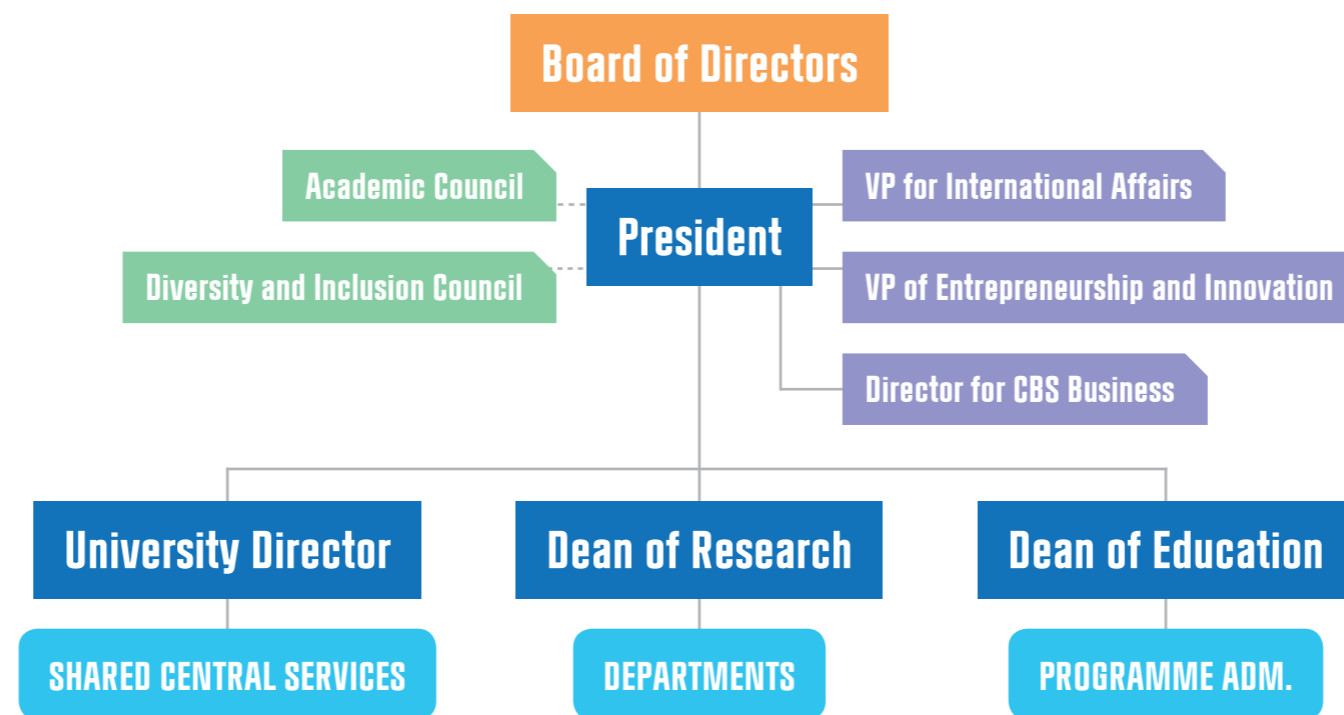 Board of Directors
Academic Council
VP for International Affairs
President
Diversity and Inclusion Council
VP of Entrepreneurship and Innovation
Director for CBS Business
University Director
Dean of Research
Dean of Education
SHARED CENTRAL SERVICES
DEPARTMENTS
PROGRAMME ADM.